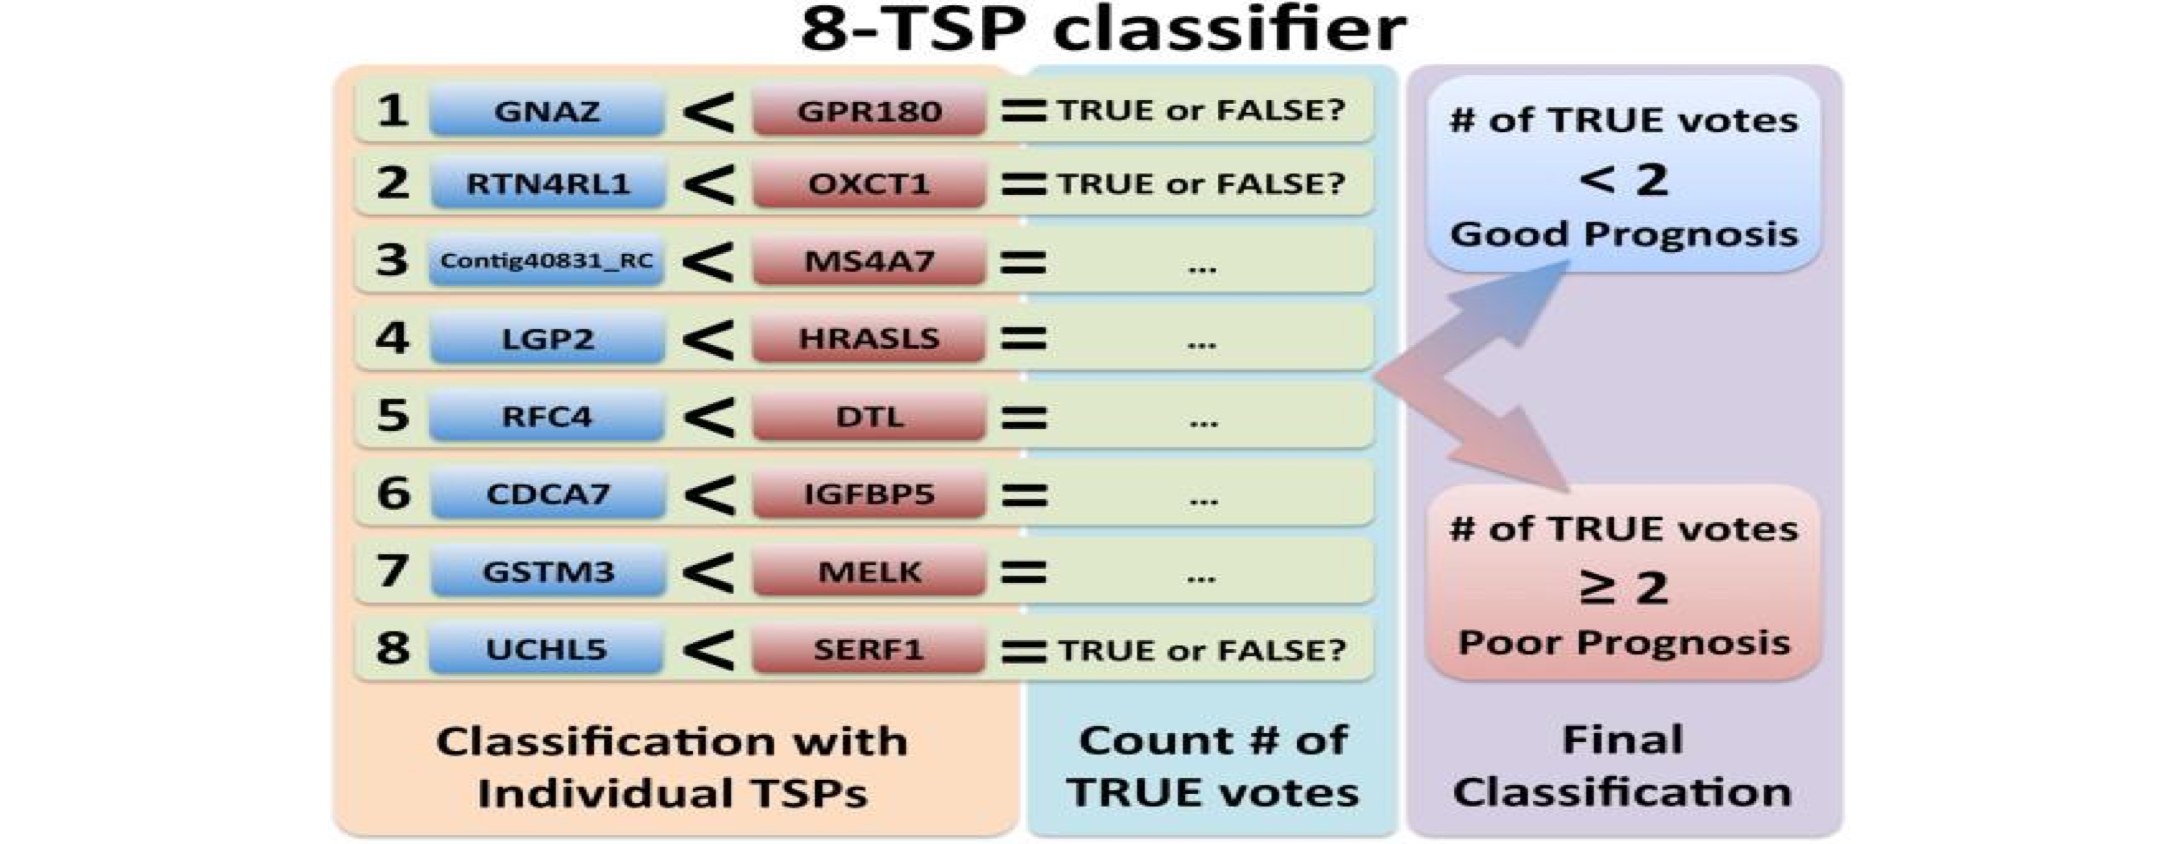 8-TSP classifier
1 GNAZ < GPR180 = TRUE or FALSE?
2 RTN4RL1 < OXCT1 = TRUE or FALSE?
3 Contig40831_RC < MS4A7 = ...
4 LGP2 < HRASLS = ...
5 RFC4 < DTL = ...
6 CDCA7 < IGFBP5 = ...
7 GSTM3 < MELK = ...
8 UCHL5 < SERF1 = TRUE or FALSE?
Classification with
Individual TSPs
Count # of
TRUE votes
# of TRUE votes
< 2
Good Prognosis
# of TRUE votes
≥ 2
Poor Prognosis
Final
Classification